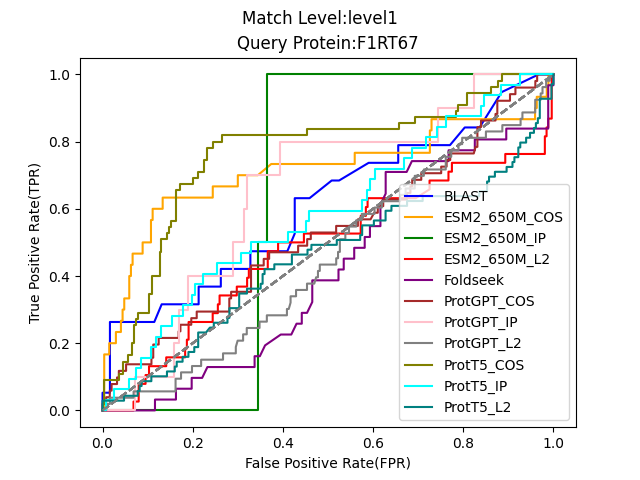 Match Level:level1
Query Protein:F1RT67
True Positive Rate(TPR)
1.0
0.8
0.6
0.4
0.2
0.0
0.0 0.2 0.4 0.6 0.8 1.0
False Positive Rate(FPR)
BLAST
ESM2_650M_COS
ESM2_650M_IP
ESM2_650M_L2
Foldseek
ProtGPT_COS
ProtGPT_IP
ProtGPT_L2
ProtT5_COS
ProtT5_IP
ProtT5_L2